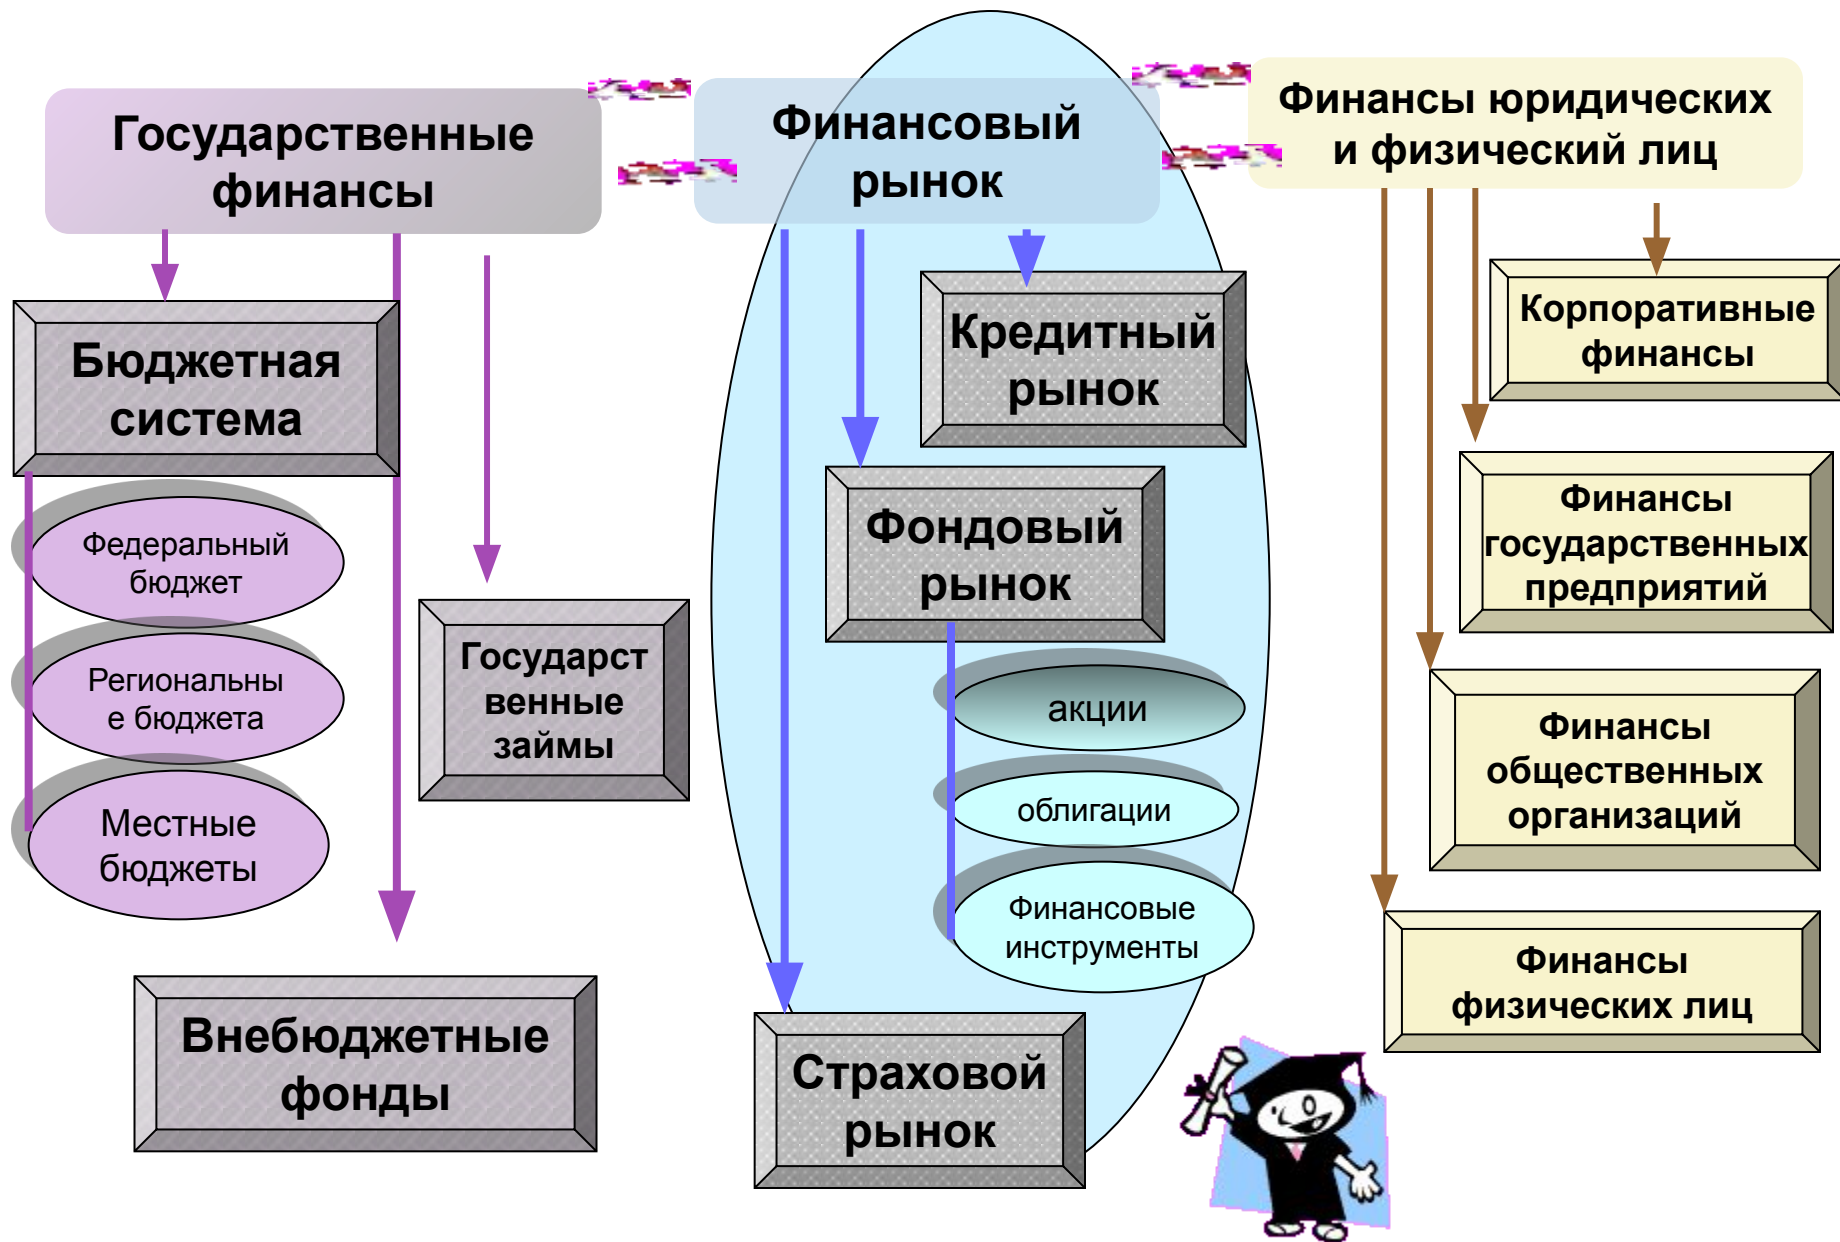 Государственные
финансы
Бюджетная
система
Федеральный
бюджет
Региональны
е бюджета
Местные
бюджеты
Государст
венные
займы
Внебюджетные
фонды
Финансовый
рынок
Кредитный
рынок
Фондовый
рынок
акции
облигации
Финансовые
инструменты
Страховой
рынок
Финансы юридических
и физический лиц
Корпоративные
финансы
Финансы
государственных
предприятий
Финансы
общественных
организаций
Финансы
физических лиц